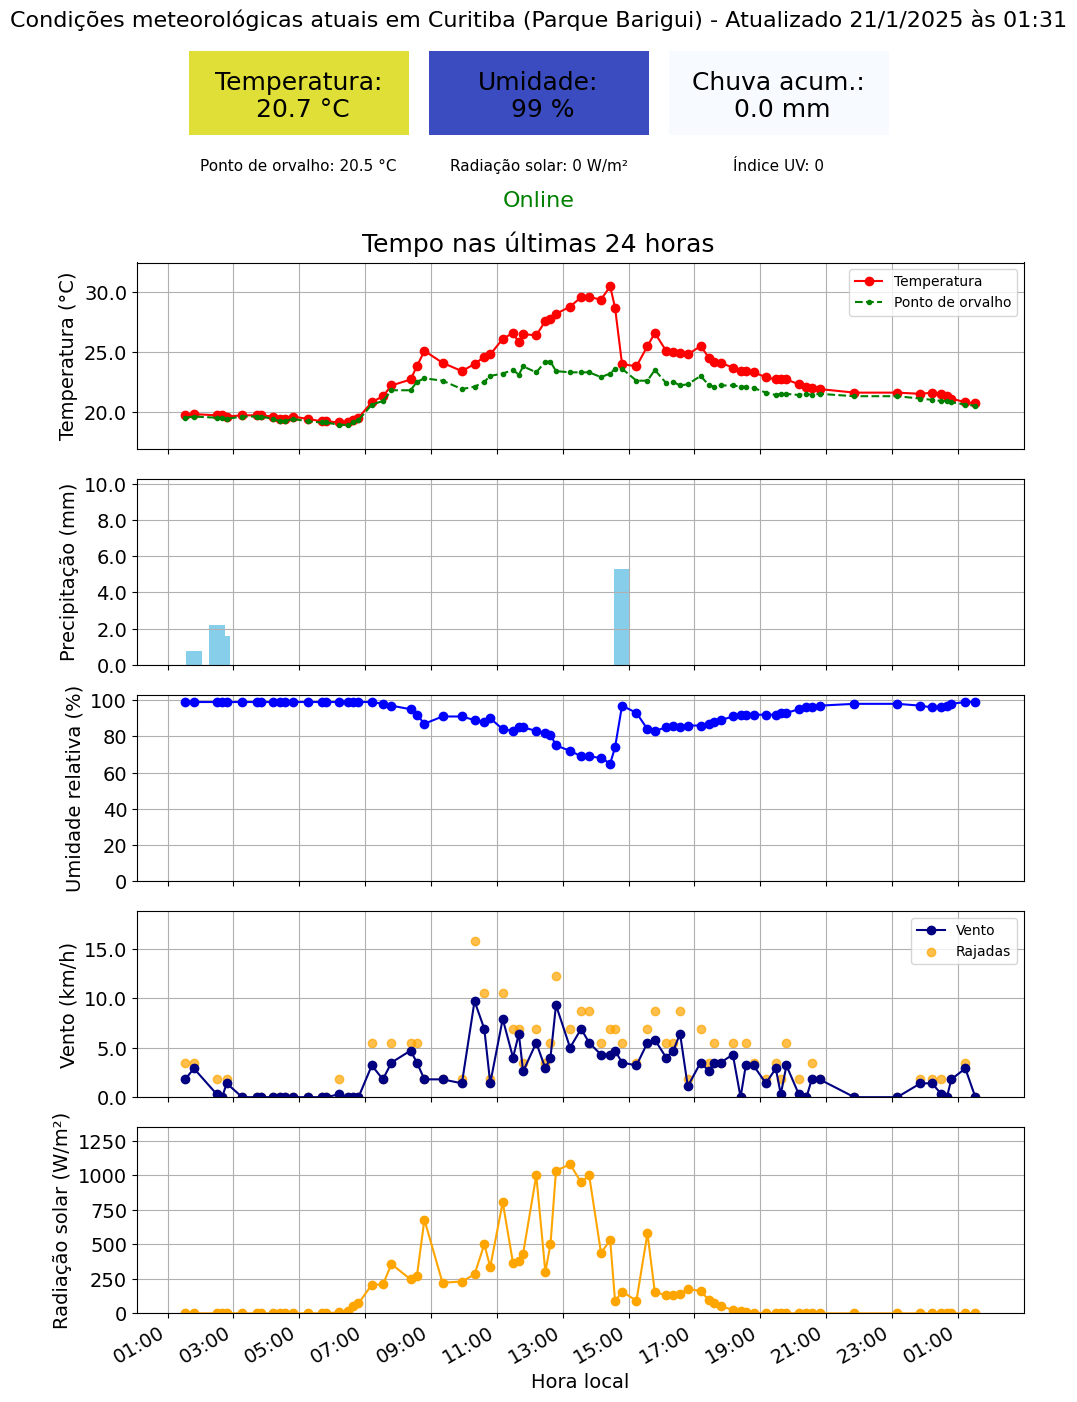 Condições meteorológicas atuais em Curitiba (Parque Barigui) - Atualizado 21/1/2025 às 01:31
Temperatura:
20.7 °C
Umidade:
99 %
Chuva acum.:
0.0 mm
Ponto de orvalho: 20.5 °C
Radiação solar: 0 W/m²
Índice UV: 0
Online
Tempo nas últimas 24 horas
Temperatura (°C)
30.0
25.0
20.0
Temperatura
Ponto de orvalho
Precipitação (mm)
10.0
8.0
6.0
4.0
2.0
0.0
Umidade relativa (%)
100
80
60
40
20
0
Vento (km/h)
15.0
10.0
5.0
0.0
Vento
Rajadas
Radiação solar (W/m²)
1250
1000
750
500
250
0
01:00 03:00 05:00 07:00 09:00 11:00 13:00 15:00 17:00 19:00 21:00 23:00 01:00
Hora local